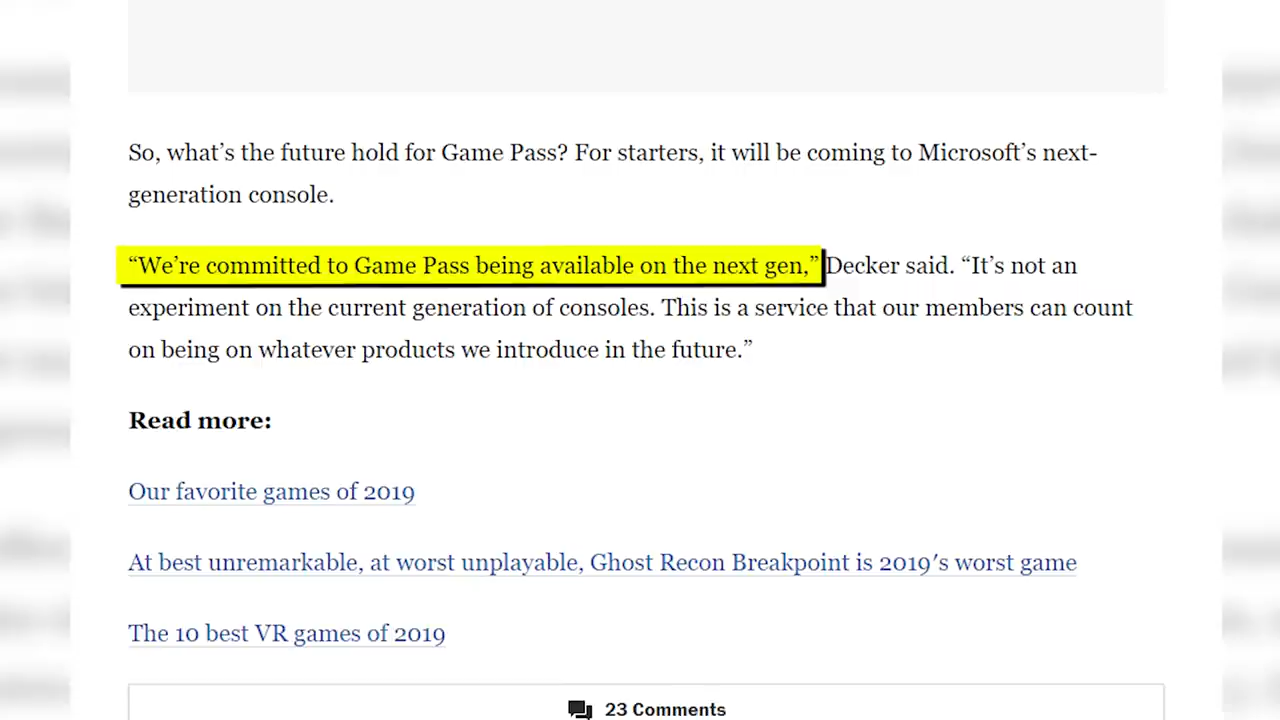 So, what’s the future hold for Game Pass? For starters, it will be coming to Microsoft’s next-
generation console.
“We’re committed to Game Pass being available on the next gen,” Decker said. “It’s not an
experiment on the current generation of consoles. This is a service that our members can count
on being on whatever products we introduce in the future.”
Read more:
Our favorite games of 2019
At best unremarkable, at worst unplayable, Ghost Recon Breakpoint is 2019′s worst game
The 10 best VR games of 2019
23 Comments